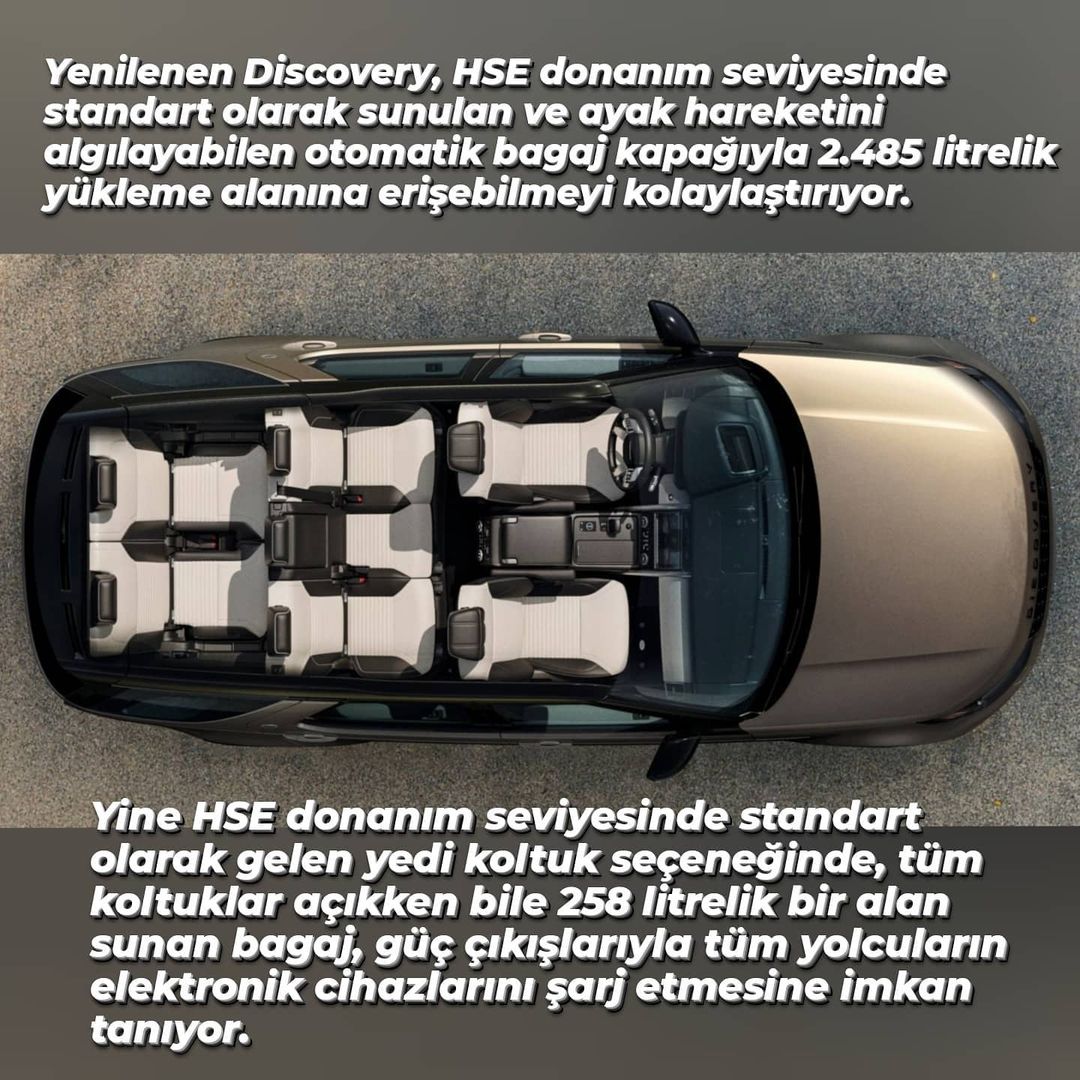 Yenilenen Discovery, HSE donanım seviyesinde
standart olarak sunulan ve ayak hareketini
algılayabilen otomatik bagaj kapağıyla 2.485 litrelik
yükleme alanına erişebilmeyi kolaylaştırıyor.
DISCOVERY
Yine HSE donanım seviyesinde standart
olarak gelen yedi koltuk seçeneğinde, tüm
koltuklar açıkken bile 258 litrelik bir alan
sunan bagaj, güç çıkışlarıyla tüm yolcuların
elektronik cihazlarını şarj etmesine imkan
tanıyor.